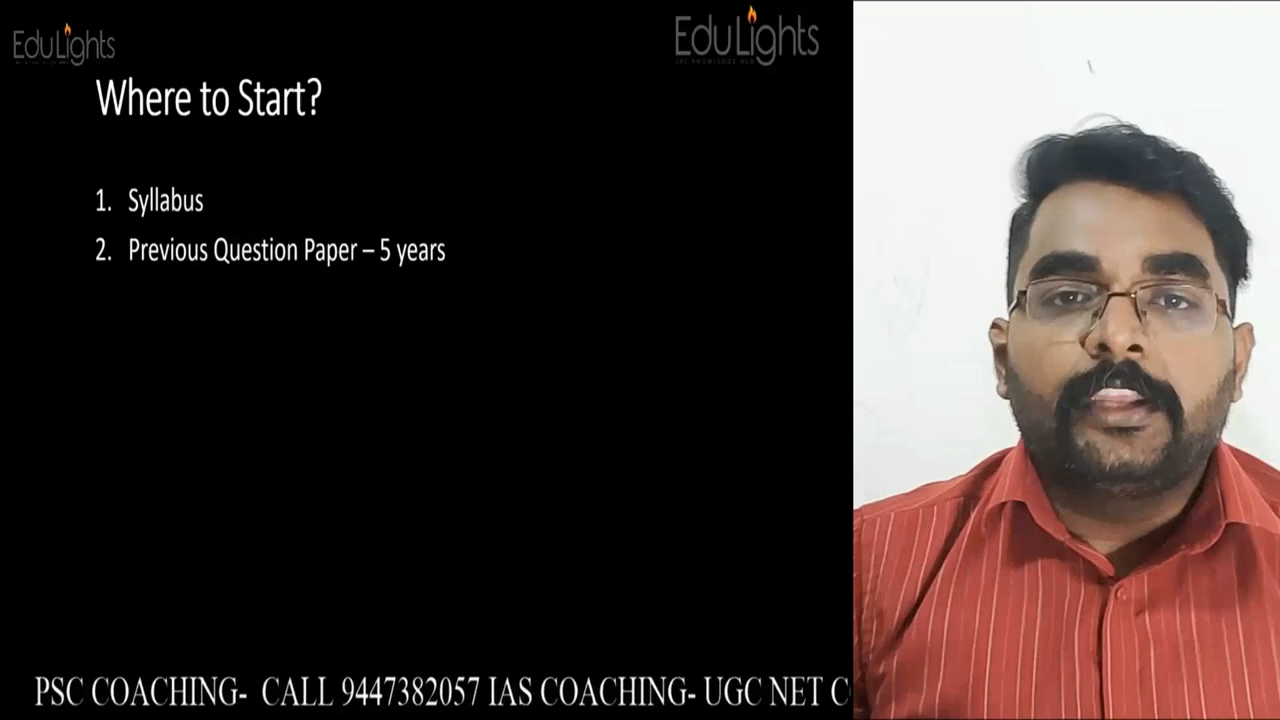 EduLights
EduLights
Where to Start?
1. Syllabus
2. Previous Question Paper – 5 years
PSC COACHING- CALL 9447382057 IAS COACHING- UGC NET C